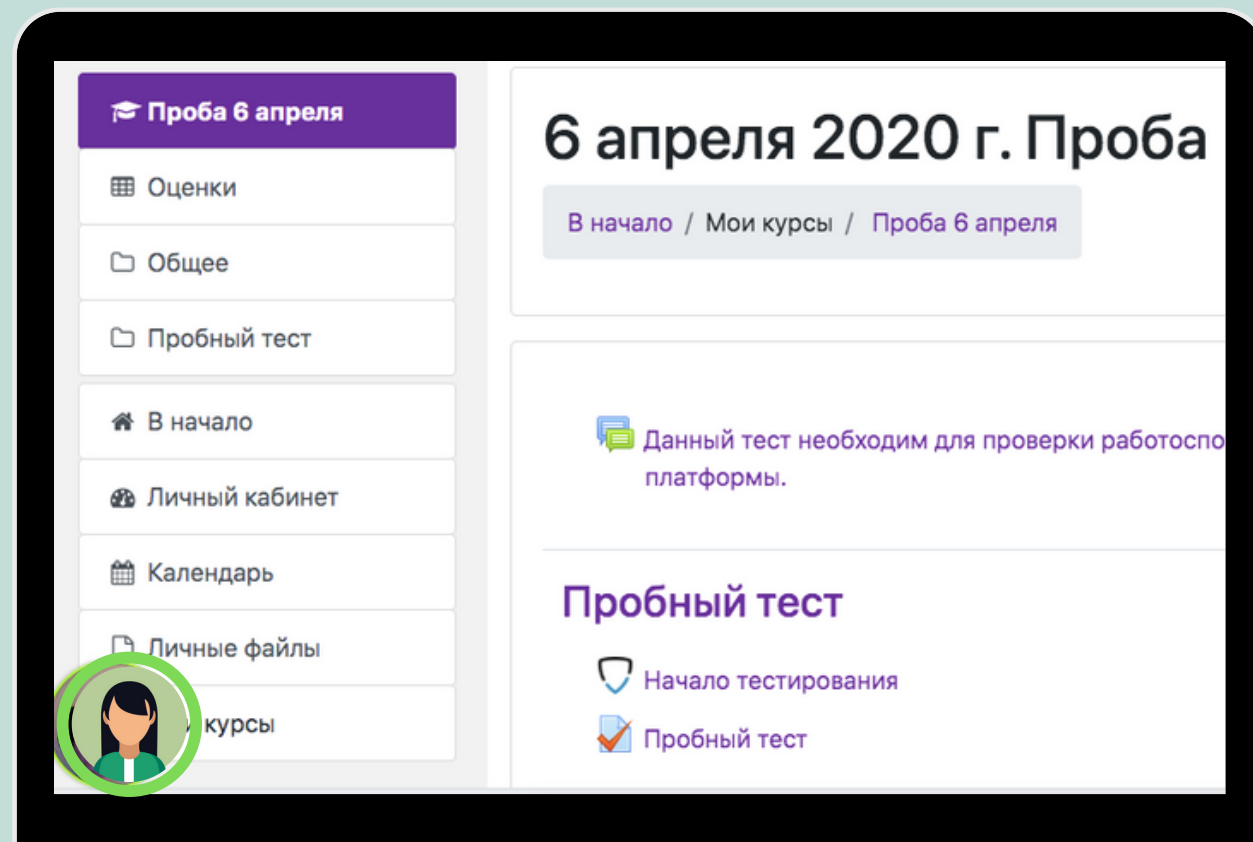 Проба 6 апреля
Оценки
Общее
Пробный тест
В начало
Личный кабинет
Календарь
Личные файлы
курсы
6 апреля 2020 г. Проба
В начало / Мои курсы / Проба 6 апреля
Данный тест необходим для проверки работоспо
платформы.
Пробный тест
Начало тестирования
Пробный тест